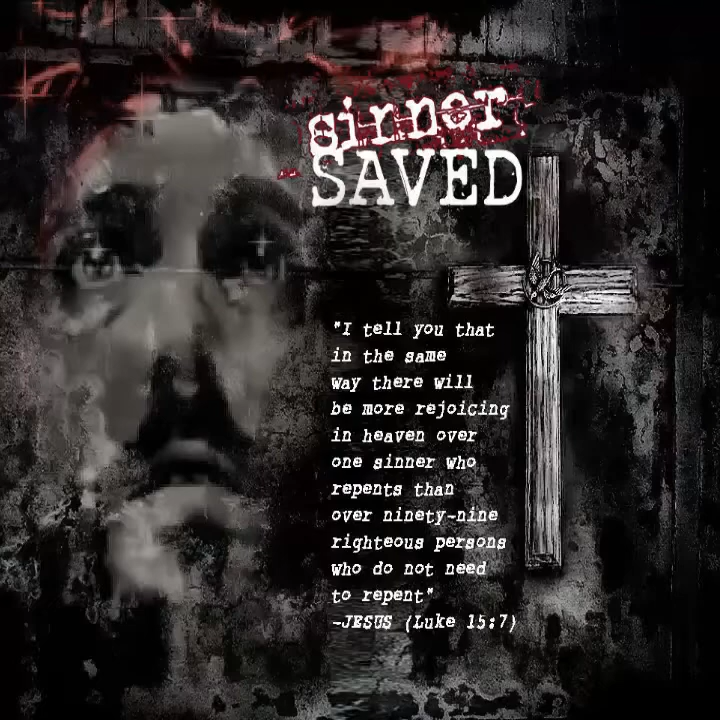 sinner
SAVED
"I tell you that
in the same
way there will
be more rejoicing
in heaven over
one sinner who
repents than
over ninety-nine
righteous persons
who do not need
to repent"
-JESUS (Luke 15:7)